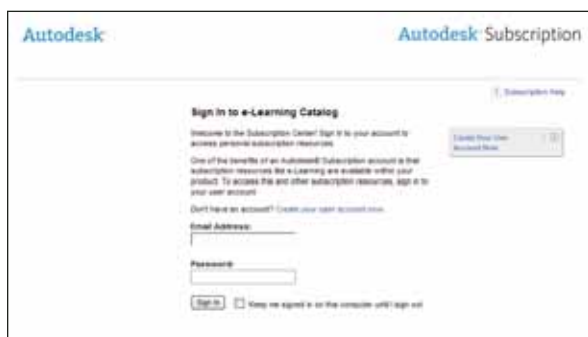 Autodesk
Autodesk Subscription
Subscription Help
Sign In to e-Learning Catalog
Welcome to the Subscription Center! Sign in to your account to
access personal subscription resources.
Create Your User
Account Now
One of the benefits of an Autodesk® Subscription account is that
subscription resources like e-Learning are available within your
product. To access this and other subscription resources, sign in to
your user account.
Don't have an account? Create your user account now.
Email Address:
Password:
Sign In
Keep me signed in on this computer until I sign out